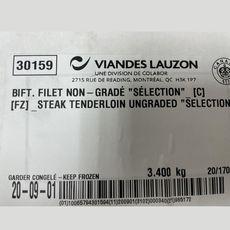 30159
VIANDES LAUZON
UNE DIVISION DE COLABOR
2715 RUE DE READING, MONTRÉAL, QC H3K 1P7
BIFT. FILET NON-GRADÉ "SÉLECTION" [C]
[FZ] STEAK TENDERLOIN UNGRADED "SELECTION
GARDER CONGELÉ - KEEP FROZEN
3.400 kg
20/170
20-09-01